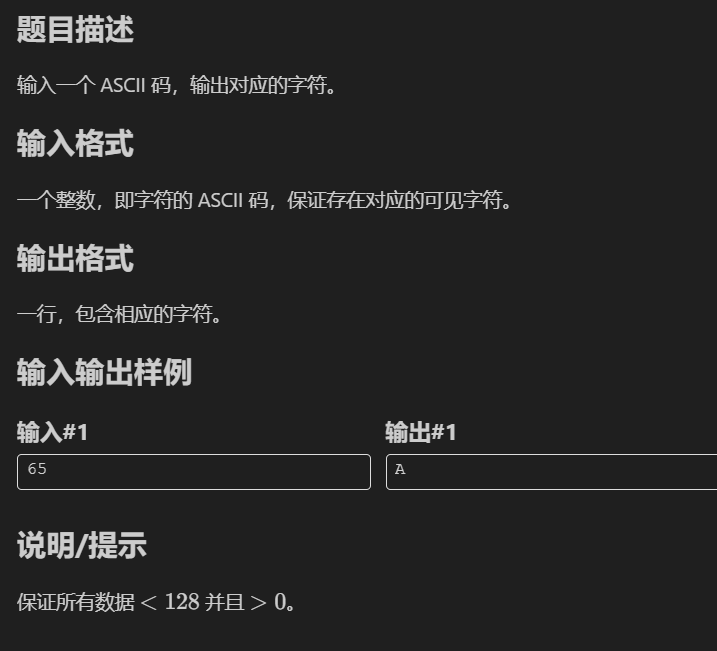 题目描述
输入一个 ASCII 码，输出对应的字符。
输入格式
一个整数，即字符的 ASCII 码，保证存在对应的可见字符。
输出格式
一行，包含相应的字符。
输入输出样例
输入#1
输出#1
65
A
说明/提示
保证所有数据 < 128 并且 > 0。